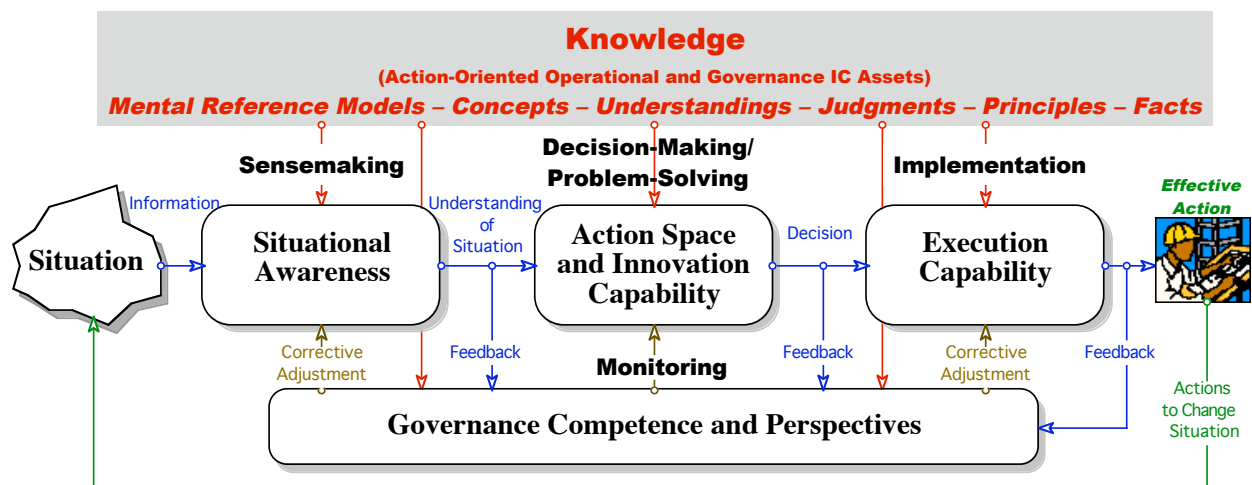 Knowledge
(Action-Oriented Operational and Governance IC Assets)
Mental Reference Models – Concepts – Understandings – Judgments – Principles – Facts
Sensemaking
Decision-Making/
Problem-Solving
Implementation
Effective
Action
Information
Understanding
of
Situation
Decision
Situation
Situational
Awareness
Action Space
and Innovation
Capability
Execution
Capability
Corrective
Adjustment
Feedback
Monitoring
Feedback
Corrective
Adjustment
Feedback
Governance Competence and Perspectives
Actions
to Change
Situation